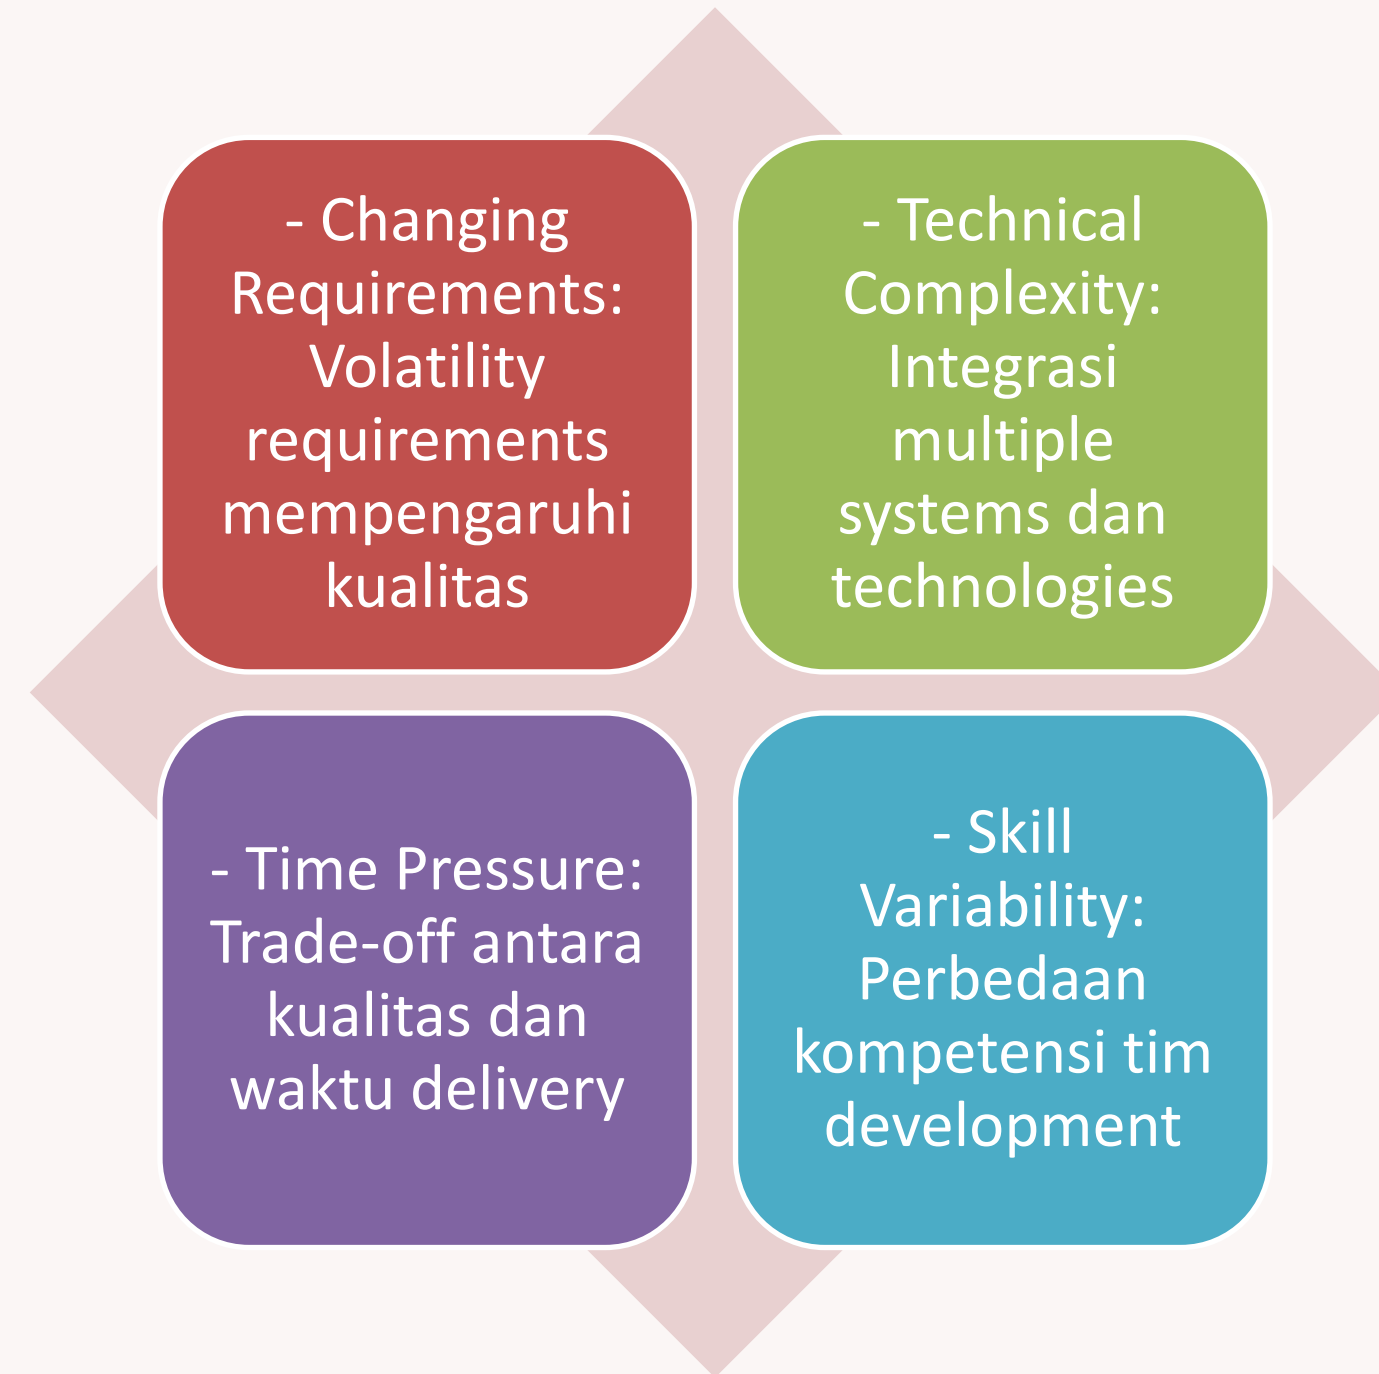 - Changing
Requirements:
Volatility
requirements
mempengaruhi
kualitas
- Technical
Complexity:
Integrasi
multiple
systems dan
technologies
- Time Pressure:
Trade-off antara
kualitas dan
waktu delivery
- Skill
Variability:
Perbedaan
kompetensi tim
development